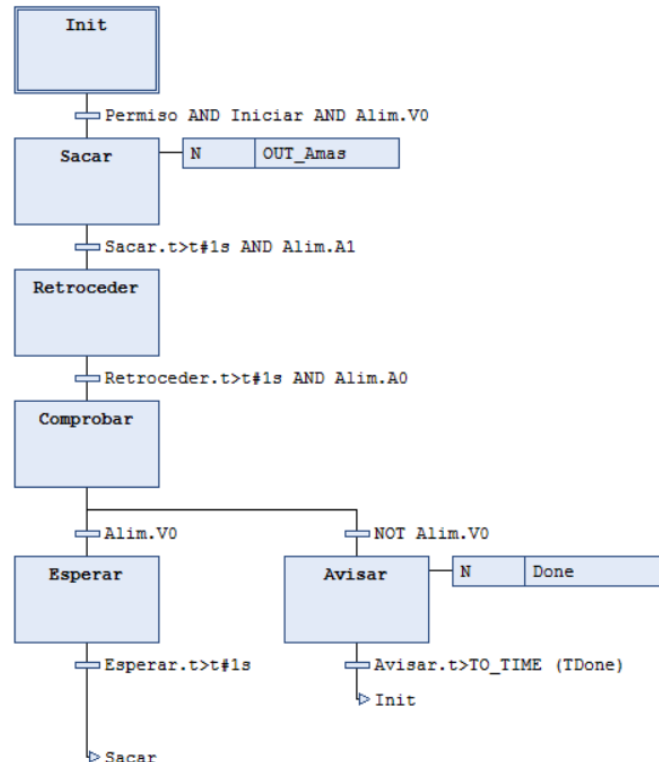 Init
Permiso AND Iniciar AND Alim.V0
Sacar N OUT_Amas
Sacar.t>t#1s AND Alim.A1
Retroceder
Retroceder.t>t#1s AND Alim.A0
Comprobar
Alim.V0 NOT Alim.V0
Esperar Avisar N Done
Esperar.t>t#1s Avisar.t>TO_TIME (TDone)
Init
Sacar